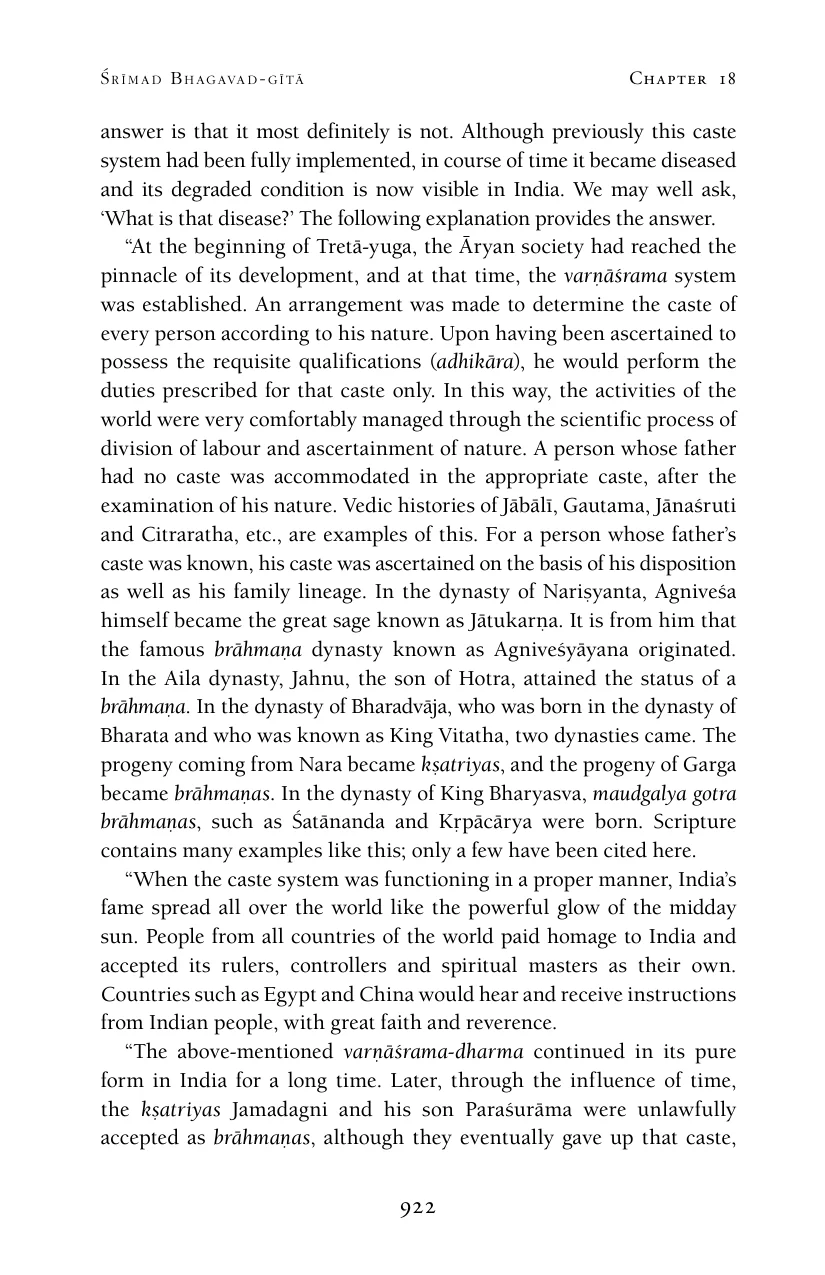 Śrīmad Bhagavad-gītā Chapter 18
answer is that it most definitely is not. Although previously this caste
system had been fully implemented, in course of time it became diseased
and its degraded condition is now visible in India. We may well ask,
‘What is that disease?’ The following explanation provides the answer.
“At the beginning of Tretā-yuga, the Āryan society had reached the
pinnacle of its development, and at that time, the varṇāśrama system
was established. An arrangement was made to determine the caste of
every person according to his nature. Upon having been ascertained to
possess the requisite qualifications (adhikāra), he would perform the
duties prescribed for that caste only. In this way, the activities of the
world were very comfortably managed through the scientific process of
division of labour and ascertainment of nature. A person whose father
had no caste was accommodated in the appropriate caste, after the
examination of his nature. Vedic histories of Jābālī, Gautama, Jānaśruti
and Citraratha, etc., are examples of this. For a person whose father’s
caste was known, his caste was ascertained on the basis of his disposition
as well as his family lineage. In the dynasty of Nariṣyanta, Agniveśa
himself became the great sage known as Jātukarṇa. It is from him that
the famous brāhmaṇa dynasty known as Agniveśyāyana originated.
In the Aila dynasty, Jahnu, the son of Hotra, attained the status of a
brāhmaṇa. In the dynasty of Bharadvāja, who was born in the dynasty of
Bharata and who was known as King Vitatha, two dynasties came. The
progeny coming from Nara became kṣatriyas, and the progeny of Garga
became brāhmaṇas. In the dynasty of King Bharyasva, maudgalya gotra
brāhmaṇas, such as Śatānanda and Kṛpācārya were born. Scripture
contains many examples like this; only a few have been cited here.
“When the caste system was functioning in a proper manner, India’s
fame spread all over the world like the powerful glow of the midday
sun. People from all countries of the world paid homage to India and
accepted its rulers, controllers and spiritual masters as their own.
Countries such as Egypt and China would hear and receive instructions
from Indian people, with great faith and reverence.
“The above-mentioned varṇāśrama-dharma continued in its pure
form in India for a long time. Later, through the influence of time,
the kṣatriyas Jamadagni and his son Paraśurāma were unlawfully
accepted as brāhmaṇas, although they eventually gave up that caste,
922